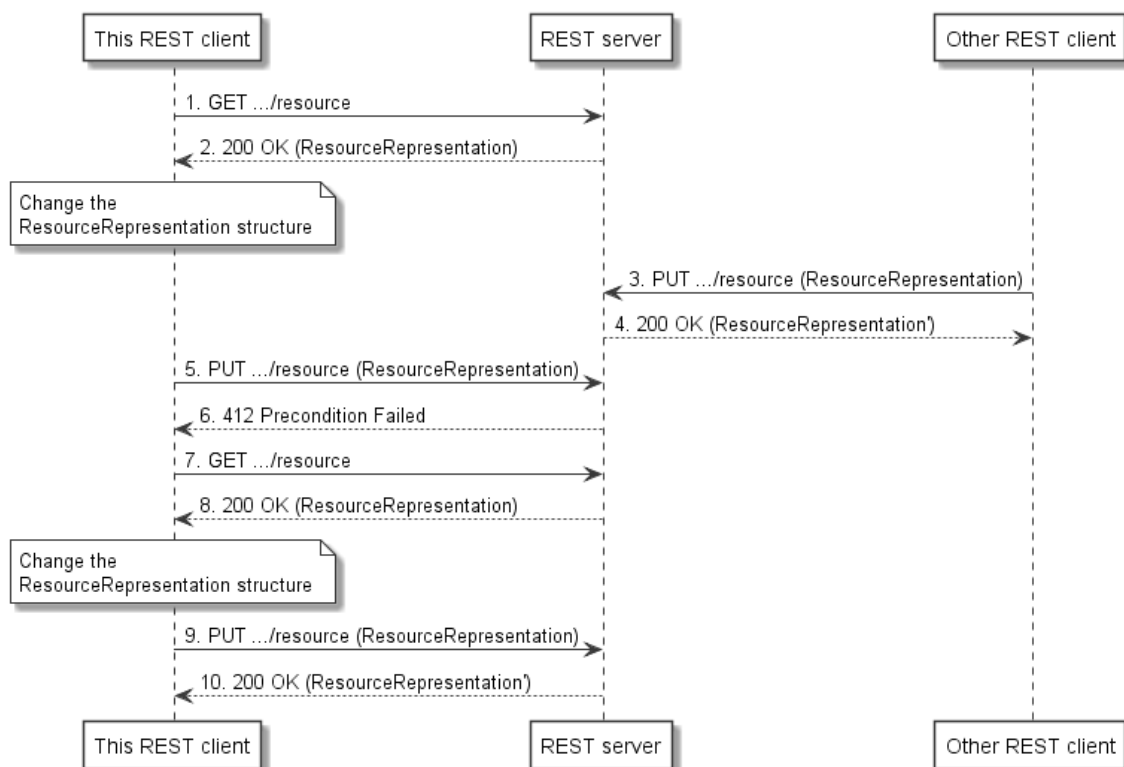 This REST client
REST server
Other REST client
1. GET .../resource
2. 200 OK (ResourceRepresentation)
Change the
ResourceRepresentation structure
3. PUT .../resource (ResourceRepresentation)
4. 200 OK (ResourceRepresentation')
5. PUT .../resource (ResourceRepresentation)
6. 412 Precondition Failed
7. GET .../resource
8. 200 OK (ResourceRepresentation)
Change the
ResourceRepresentation structure
9. PUT .../resource (ResourceRepresentation)
10. 200 OK (ResourceRepresentation')
This REST client
REST server
Other REST client